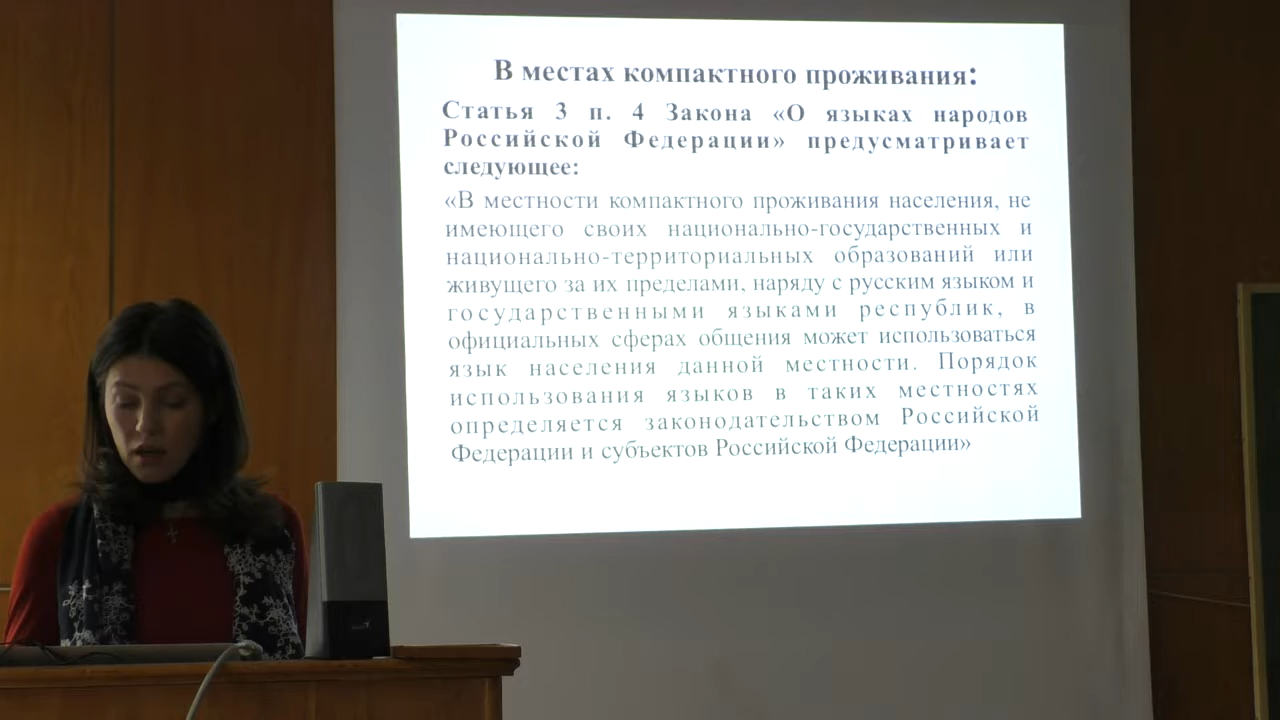 В местах компактного проживания:
Статья 3 п. 4 Закона «О языках народов
Российской Федерации» предусматривает
следующее:
«В местности компактного проживания населения, не
имеющего своих национально-государственных и
национально-территориальных образований или
живущего за их пределами, наряду с русским языком и
государственными языками республик, в
официальных сферах общения может использоваться
язык населения данной местности. Порядок
использования языков в таких местностях
определяется законодательством Российской
Федерации и субъектов Российской Федерации»